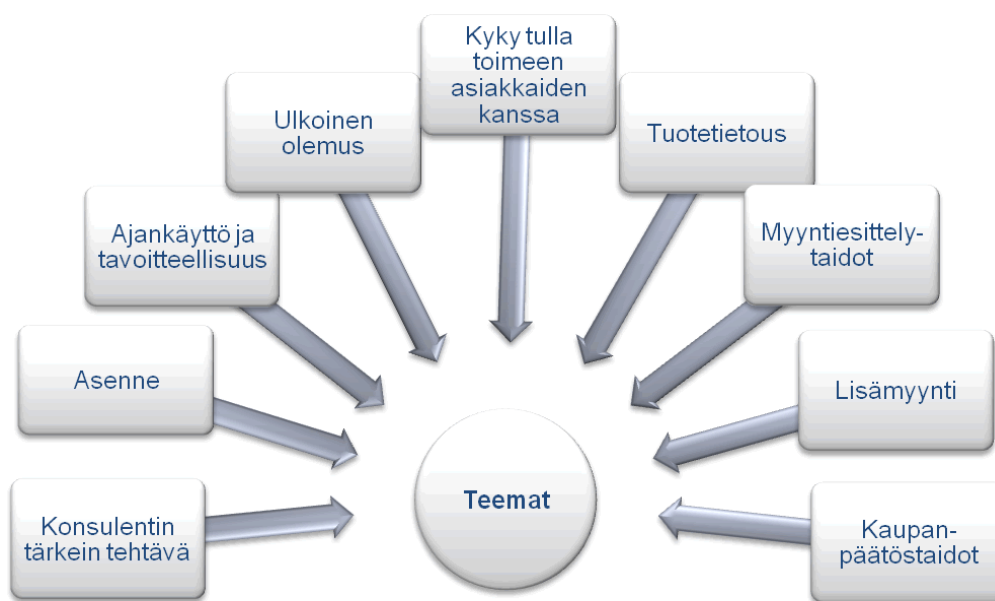 Kyky tulla
toimeen
asiakkaiden
kanssa
Ulkoinen
olemus
Tuotetietous
Ajankäyttö ja
tavoitteellisuus
Myyntiesittely-
taidot
Asenne
Lisämyynti
Konsulentin
tärkein tehtävä
Teemat
Kaupan-
päätöstaidot